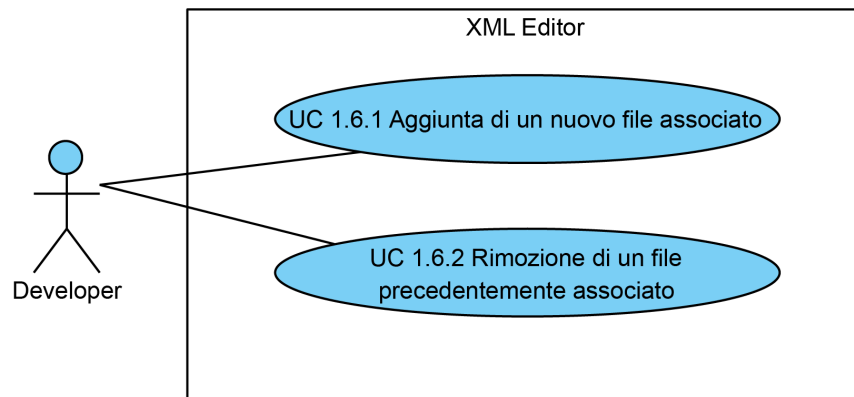 XML Editor
UC 1.6.1 Aggiunta di un nuovo file associato
UC 1.6.2 Rimozione di un file
precedentemente associato
Developer